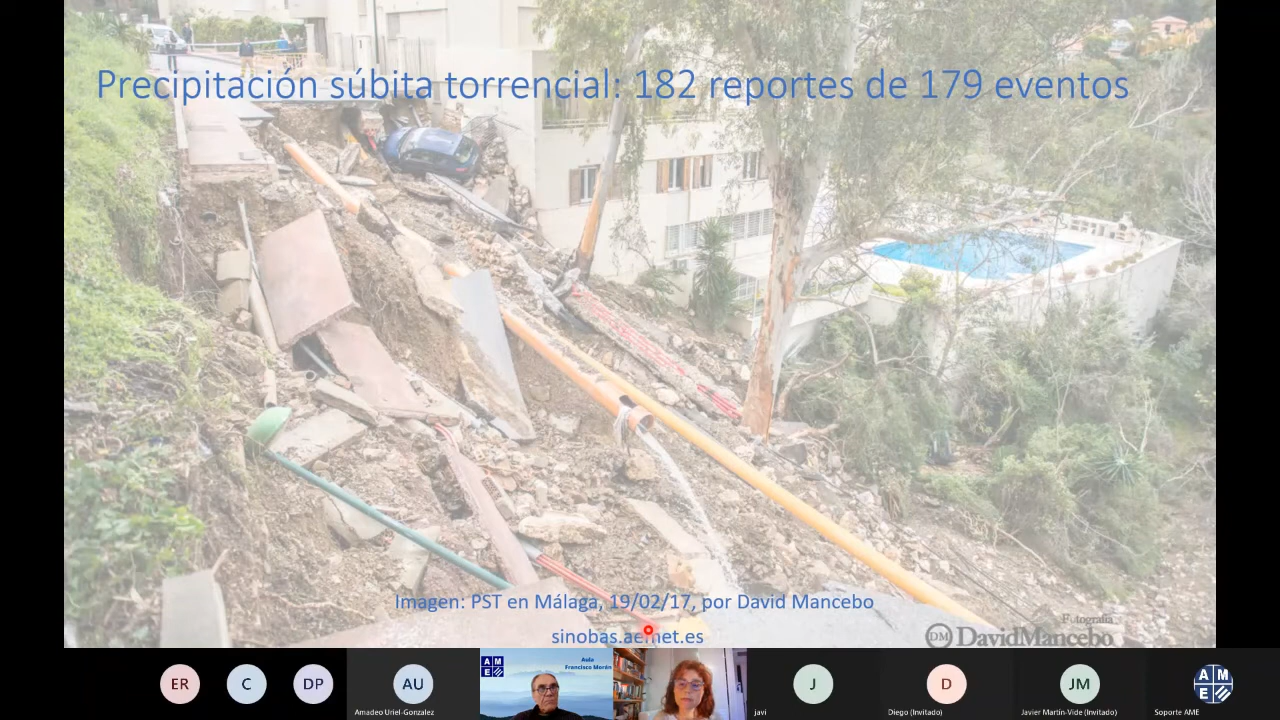 Precipitación súbita torrencial: 182 reportes de 179 eventos
Imagen: PST en Málaga, 19/02/17, por David Mancebo
sinobas.aemet.es
Fotografía
DM DavidMancebo
ER
C
DP
AU
Amadeo Uriel-Gonzalez
A M
E
Aula
Francisco Morán
J
javi
D
Diego (Invitado)
JM
Javier Martín-Vide (Invitado)
A M
E
Soporte AME